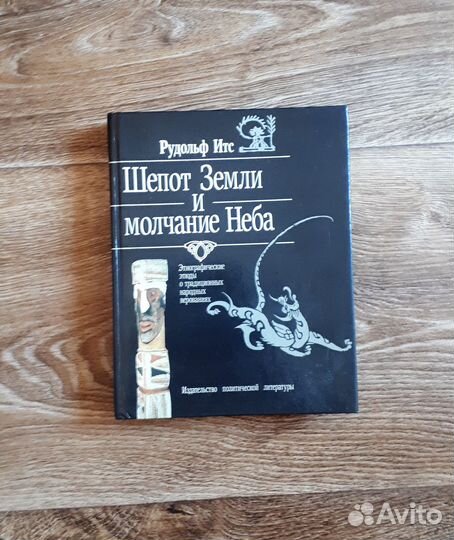 Рудольф Итс
Шепот Земли
и
молчание Неба
Этнографические
этюды
о традиционных
народных
верованиях
Издательство политической литературы
Avito